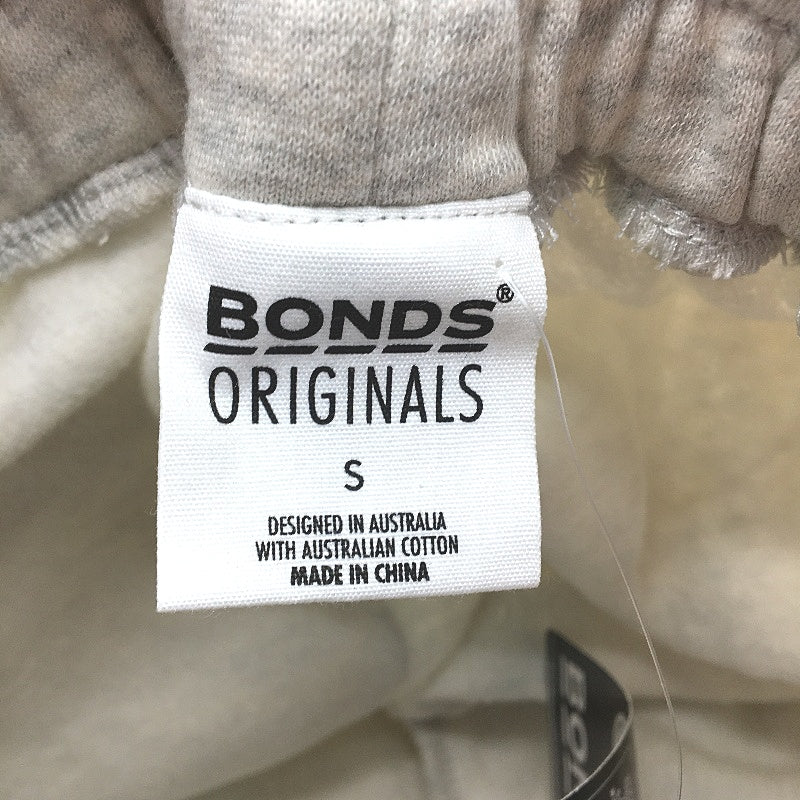 BONDS®
ORIGINALS
S
DESIGNED IN AUSTRALIA
WITH AUSTRALIAN COTTON
MADE IN CHINA